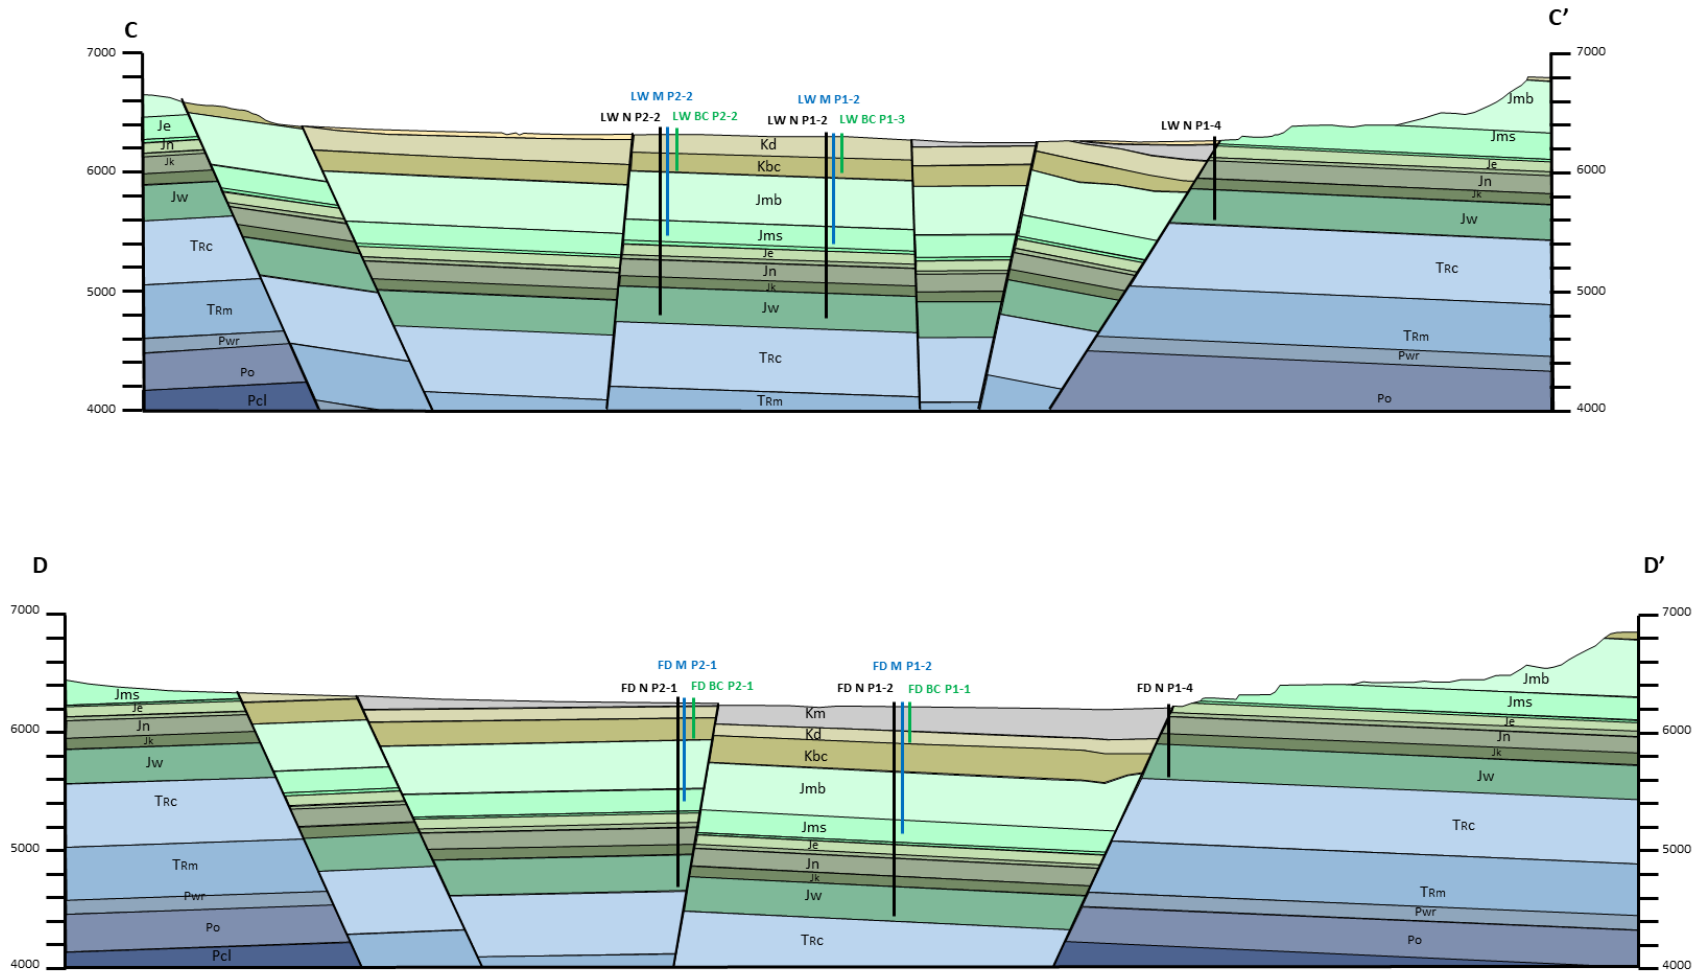 C
C’
7000
7000
Jmb
LW M P2-2
LW M P1-2
LW N P2-2
LW BC P2-2
LW N P1-2
LW BC P1-3
LW N P1-4
Je
Jn
Jk
Kd
Jms
6000
Kbc
Je
6000
Jw
Jmb
Jn
Jk
TRc
Jms
Jw
Je
Jn
TRc
5000
Jk
5000
TRm
Jw
Pwr
TRc
TRm
Pwr
Po
Pcl
TRm
Po
4000
4000
D
D’
7000
7000
FD M P2-1
FD M P1-2
Jms
FD N P2-1
FD BC P2-1
FD N P1-2
FD BC P1-1
FD N P1-4
Jmb
Je
Km
Jms
Jn
6000
Kd
Je
6000
Jk
Kbc
Jn
Jw
Jk
Jmb
Jw
TRc
Jms
TRc
5000
Je
5000
TRm
Jn
Jk
Pwr
Jw
TRm
Pwr
Po
TRc
Po
Pcl
4000
4000